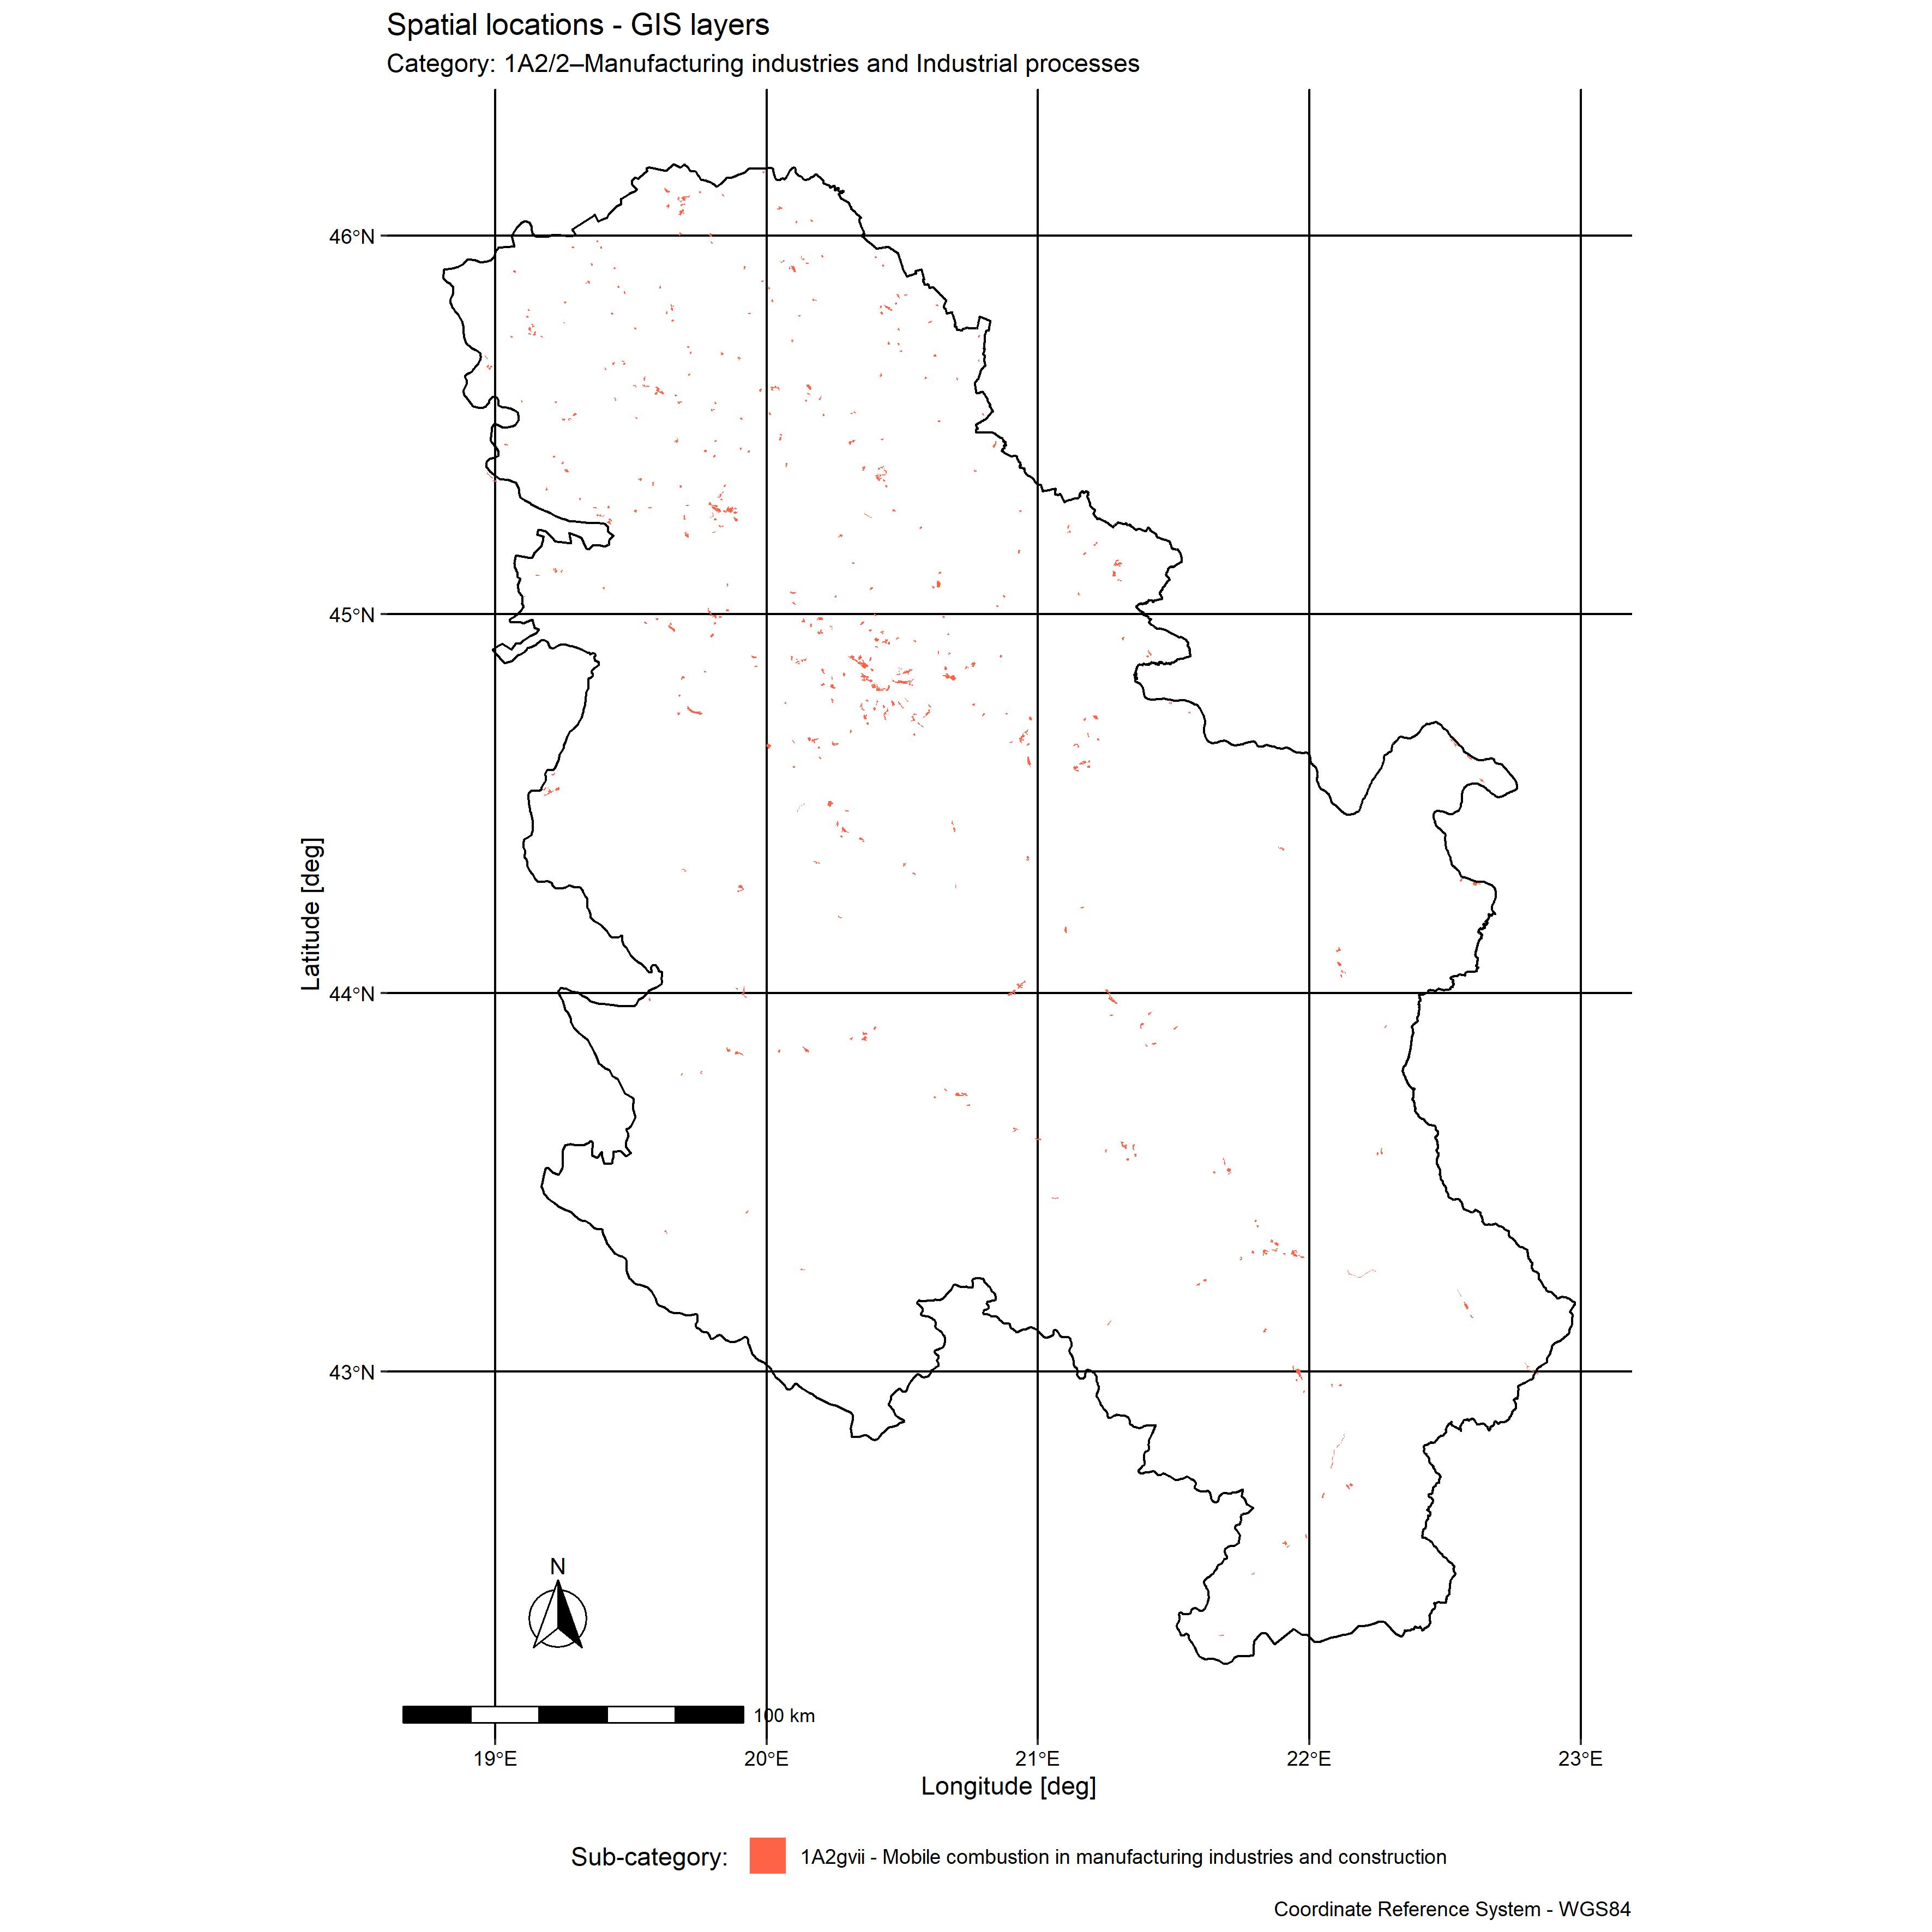 Spatial locations - GIS layers
Category: 1A2/2–Manufacturing industries and Industrial processes
46°N
45°N
44°N
43°N
Latitude [deg]
N
100 km
19°E 20°E 21°E 22°E 23°E
Longitude [deg]
Sub-category: 1A2gvii - Mobile combustion in manufacturing industries and construction
Coordinate Reference System - WGS84